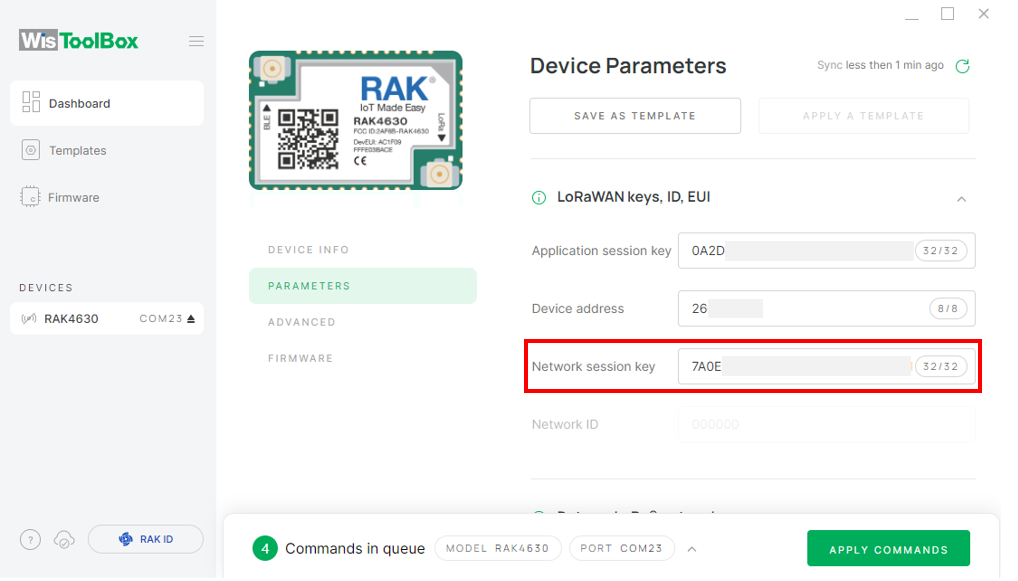 WisToolBox
Dashboard
Templates
Firmware
DEVICES
RAK4630 COM23
?
RAK ID
RAK®
IoT Made Easy
RAK4630
FCC ID:2AF6B-RAK4630
DevEUI: AC1F09
FFFE03BACE
CE
BLE
LoRa
DEVICE INFO
PARAMETERS
ADVANCED
FIRMWARE
Device Parameters
Sync less then 1 min ago
SAVE AS TEMPLATE
APPLY A TEMPLATE
LoRaWAN keys, ID, EUI
Application session key 0A2D 32/32
Device address 26 8/8
Network session key 7A0E 32/32
Network ID 000000
4 Commands in queue MODEL RAK4630 PORT COM23
APPLY COMMANDS